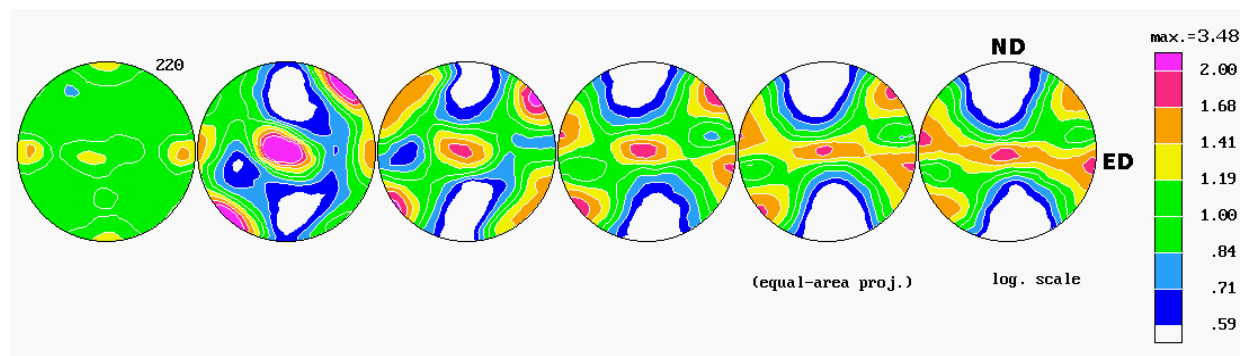 220
ND
ED
max.=3.48
2.00
1.68
1.41
1.19
1.00
.84
.71
.59
(equal-area proj.)
log. scale